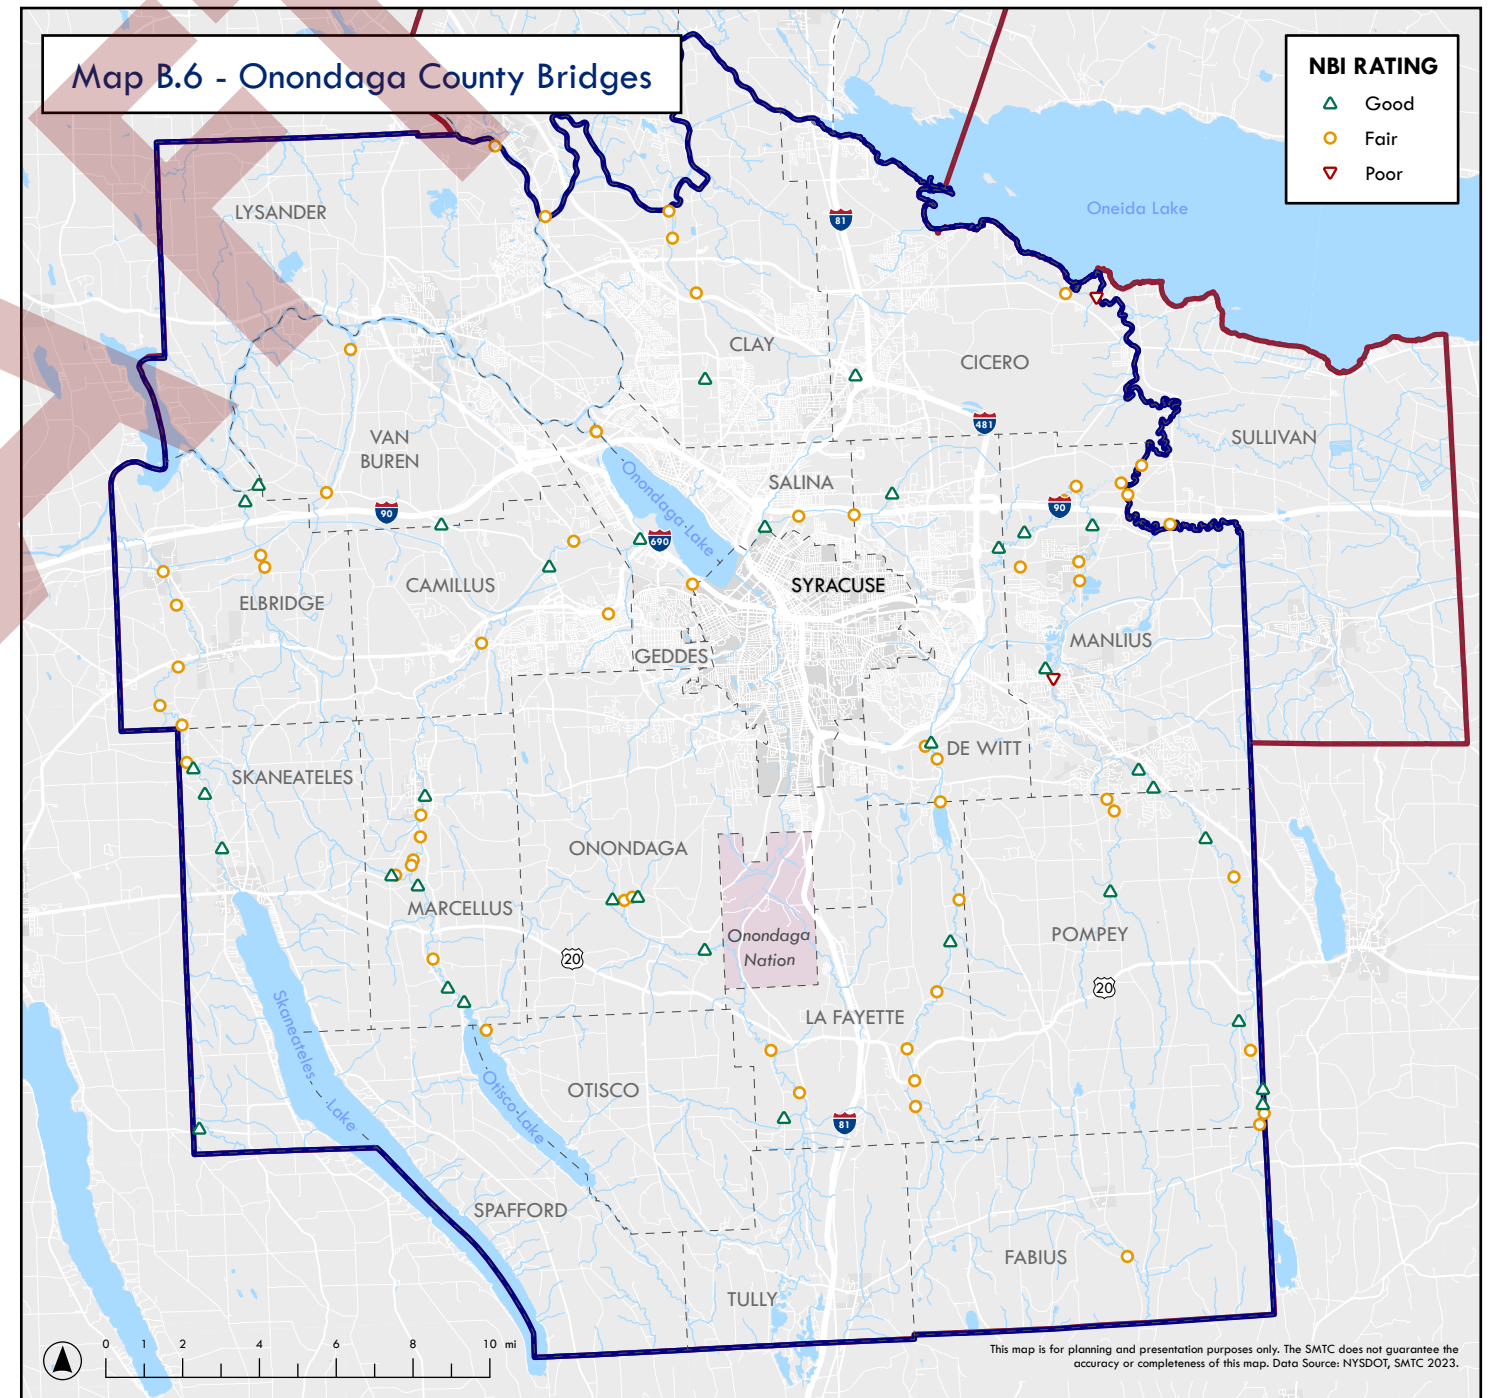 Map B.6 - Onondaga County Bridges
NBI RATING
Good
Fair
Poor
Oneida Lake
LYSANDER
81
CLAY
CICERO
481
VAN
BUREN
SULLIVAN
SALINA
Onondaga Lake
90
90
690
CAMILLUS
SYRACUSE
ELBRIDGE
MANLIUS
GEDDES
DE WITT
SKANEATELES
ONONDAGA
MARCELLUS
Onondaga
Nation
POMPEY
20
20
Skaneateles
Lake
LA FAYETTE
Otisco Lake
OTISCO
81
SPAFFORD
FABIUS
TULLY
0 1 2 4 6 8 10 mi
This map is for planning and presentation purposes only. The SMTC does not guarantee the
accuracy or completeness of this map. Data Source: NYSDOT, SMTC 2023.